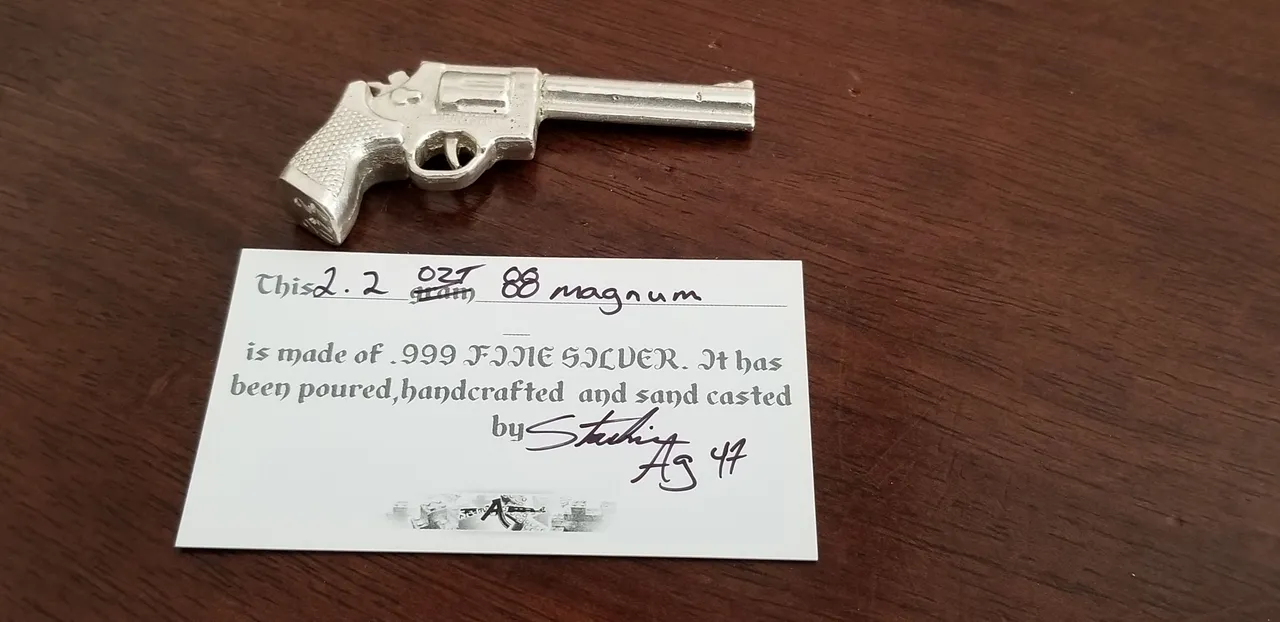 This 2.2 OZT 88 magnum
is made of .999 FINE SILVER. It has
been poured,handcrafted and sand casted
by
Ag 47